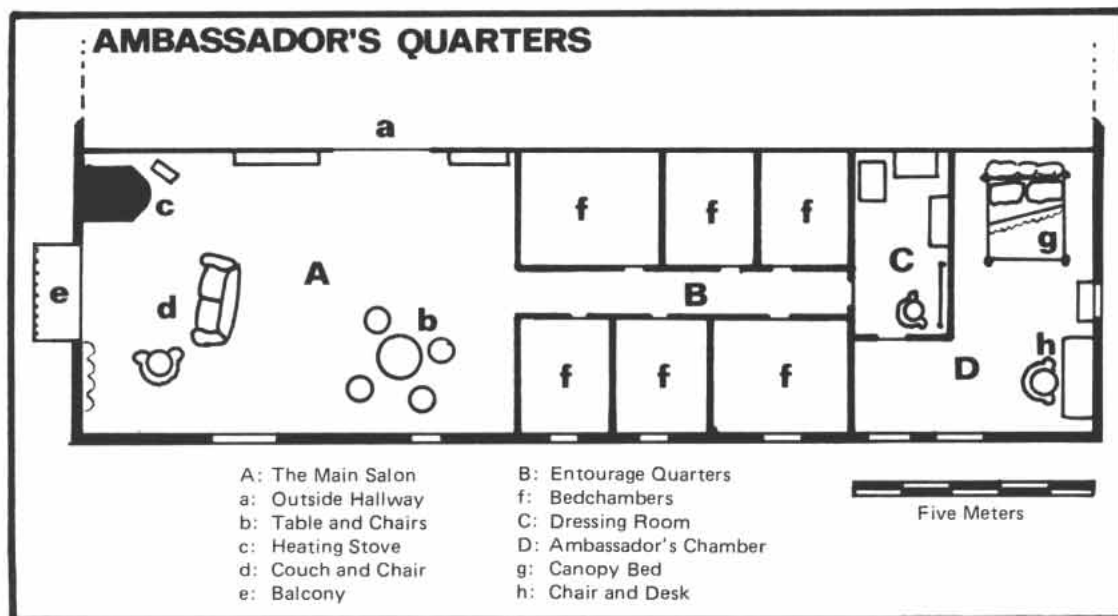 AMBASSADOR'S QUARTERS
a
c
f
f
f
C
g
e
d
A
B
b
h
D
f
f
f
A: The Main Salon
a: Outside Hallway
b: Table and Chairs
c: Heating Stove
d: Couch and Chair
e: Balcony
B: Entourage Quarters
f: Bedchambers
C: Dressing Room
D: Ambassador's Chamber
g: Canopy Bed
h: Chair and Desk
Five Meters